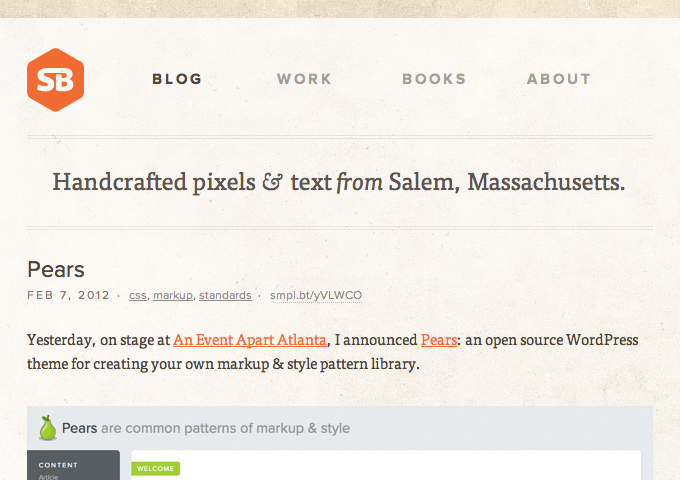 SB
BLOG WORK BOOKS ABOUT
Handcrafted pixels & text from Salem, Massachusetts.
Pears
FEB 7, 2012 · css, markup, standards · smpl.bt/yVLWCO
Yesterday, on stage at An Event Apart Atlanta, I announced Pears: an open source WordPress
theme for creating your own markup & style pattern library.
Pears are common patterns of markup & style
CONTENT
WELCOME
Article